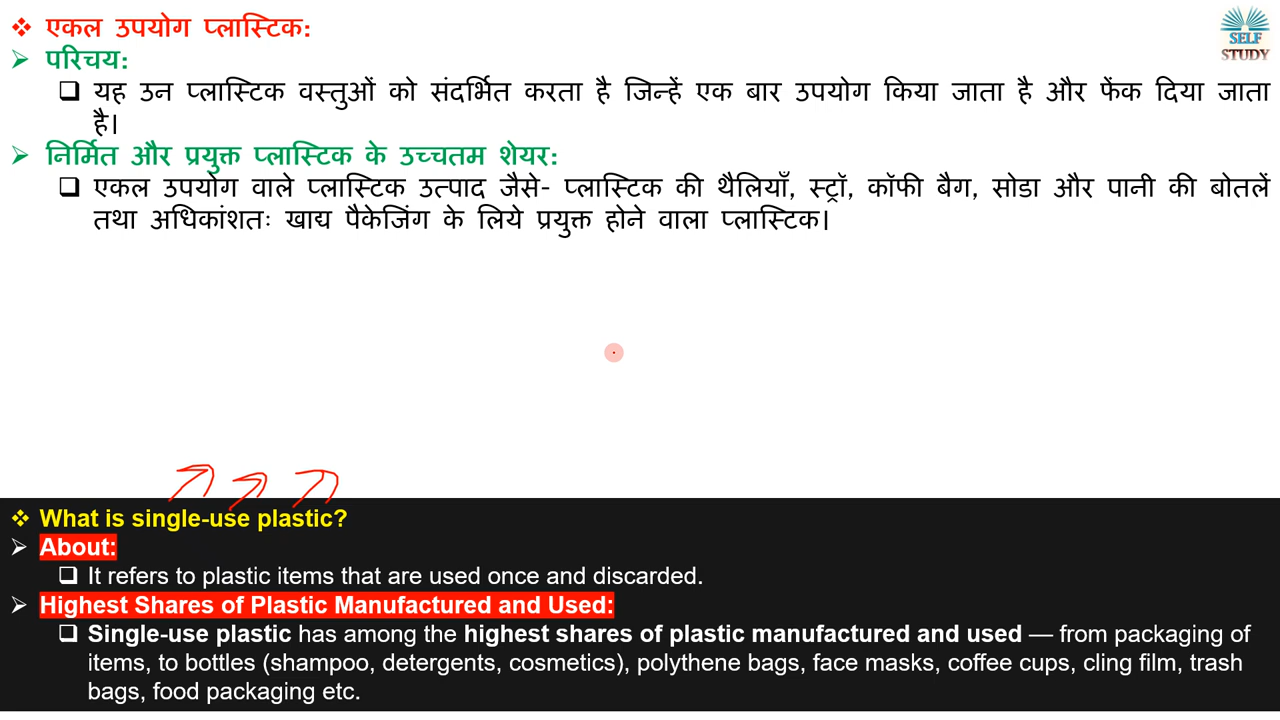 ❖ एकल उपयोग प्लास्टिक:
SELF
STUDY
➢ परिचय:
❑ यह उन प्लास्टिक वस्तुओं को संदर्भित करता है जिन्हें एक बार उपयोग किया जाता है और फेंक दिया जाता
है।
➢ निर्मित और प्रयुक्त प्लास्टिक के उच्चतम शेयर:
❑ एकल उपयोग वाले प्लास्टिक उत्पाद जैसे- प्लास्टिक की थैलियाँ, स्ट्रॉ, कॉफी बैग, सोडा और पानी की बोतलें
तथा अधिकांशतः खाद्य पैकेजिंग के लिये प्रयुक्त होने वाला प्लास्टिक।
❖ What is single-use plastic?
➢ About:
❑ It refers to plastic items that are used once and discarded.
➢ Highest Shares of Plastic Manufactured and Used:
❑ Single-use plastic has among the highest shares of plastic manufactured and used — from packaging of
items, to bottles (shampoo, detergents, cosmetics), polythene bags, face masks, coffee cups, cling film, trash
bags, food packaging etc.